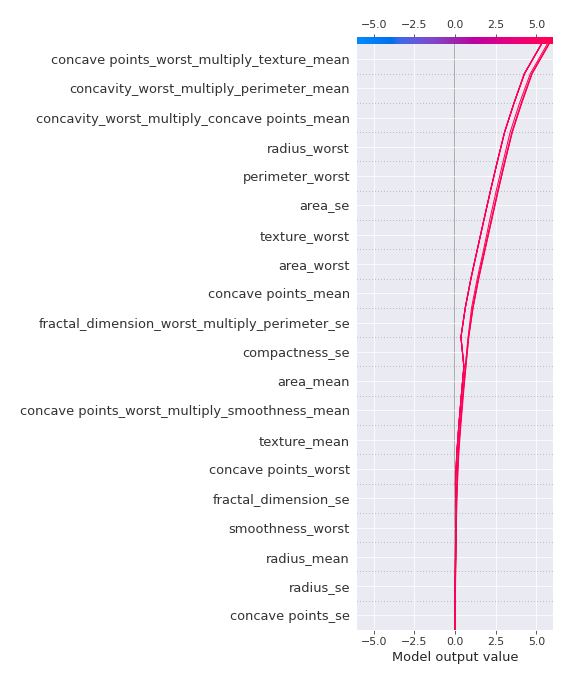 −5.0 −2.5 0.0 2.5 5.0
concave points_worst_multiply_texture_mean
concavity_worst_multiply_perimeter_mean
concavity_worst_multiply_concave points_mean
radius_worst
perimeter_worst
area_se
texture_worst
area_worst
concave points_mean
fractal_dimension_worst_multiply_perimeter_se
compactness_se
area_mean
concave points_worst_multiply_smoothness_mean
texture_mean
concave points_worst
fractal_dimension_se
smoothness_worst
radius_mean
radius_se
concave points_se
−5.0 −2.5 0.0 2.5 5.0
Model output value